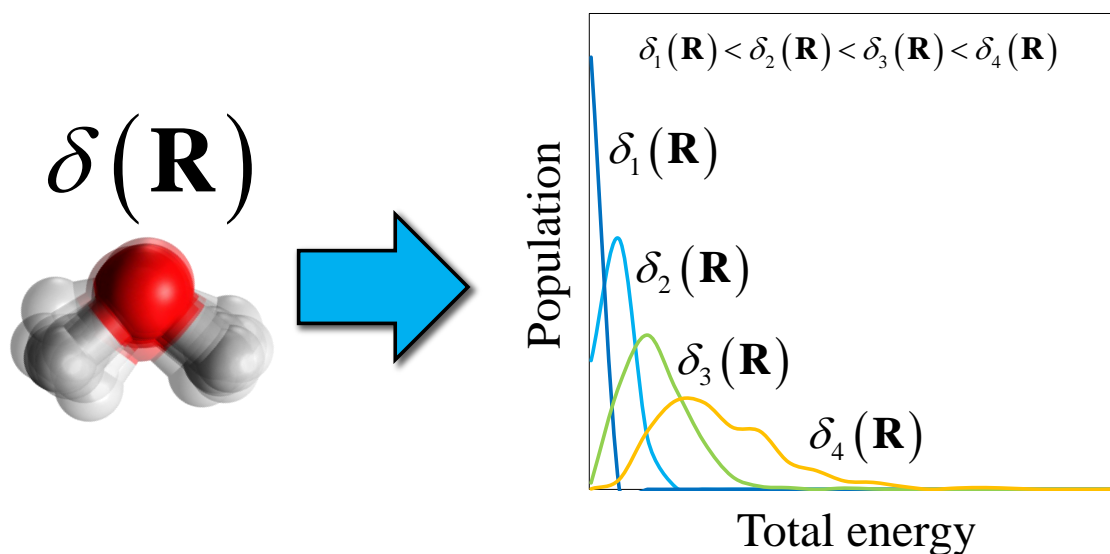 δ(R)
δ₁(R) < δ₂(R) < δ₃(R) < δ₄(R)
δ₁(R)
δ₂(R)
δ₃(R)
δ₄(R)
Population
Total energy